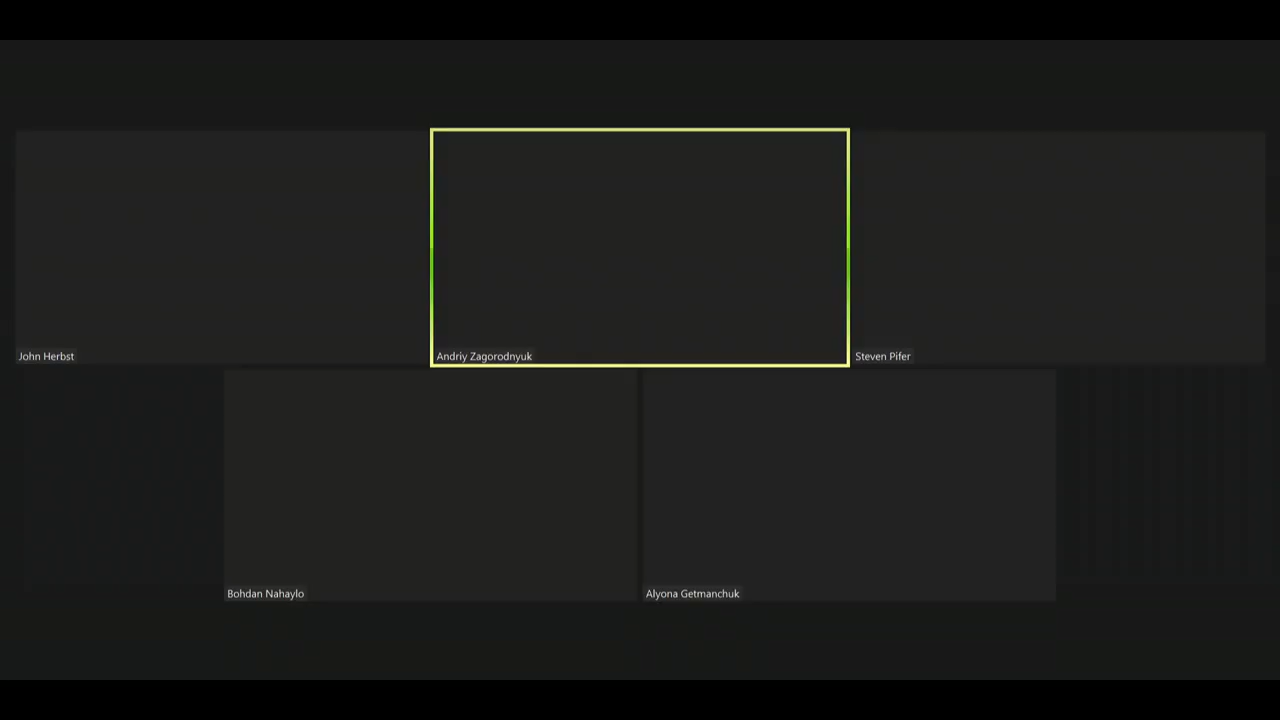 John Herbst
Andriy Zagorodnyuk
Steven Pifer
Bohdan Nahaylo
Alyona Getmanchuk